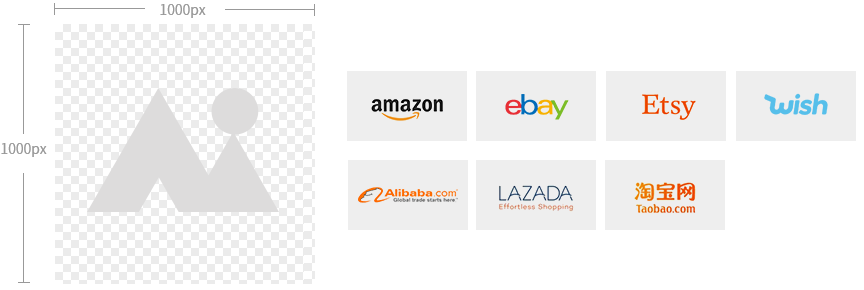 1000px
1000px
amazon
ebay
Etsy
wish
Alibaba.com
Global trade starts here
LAZADA
Effortless Shopping
淘宝网
Taobao.com